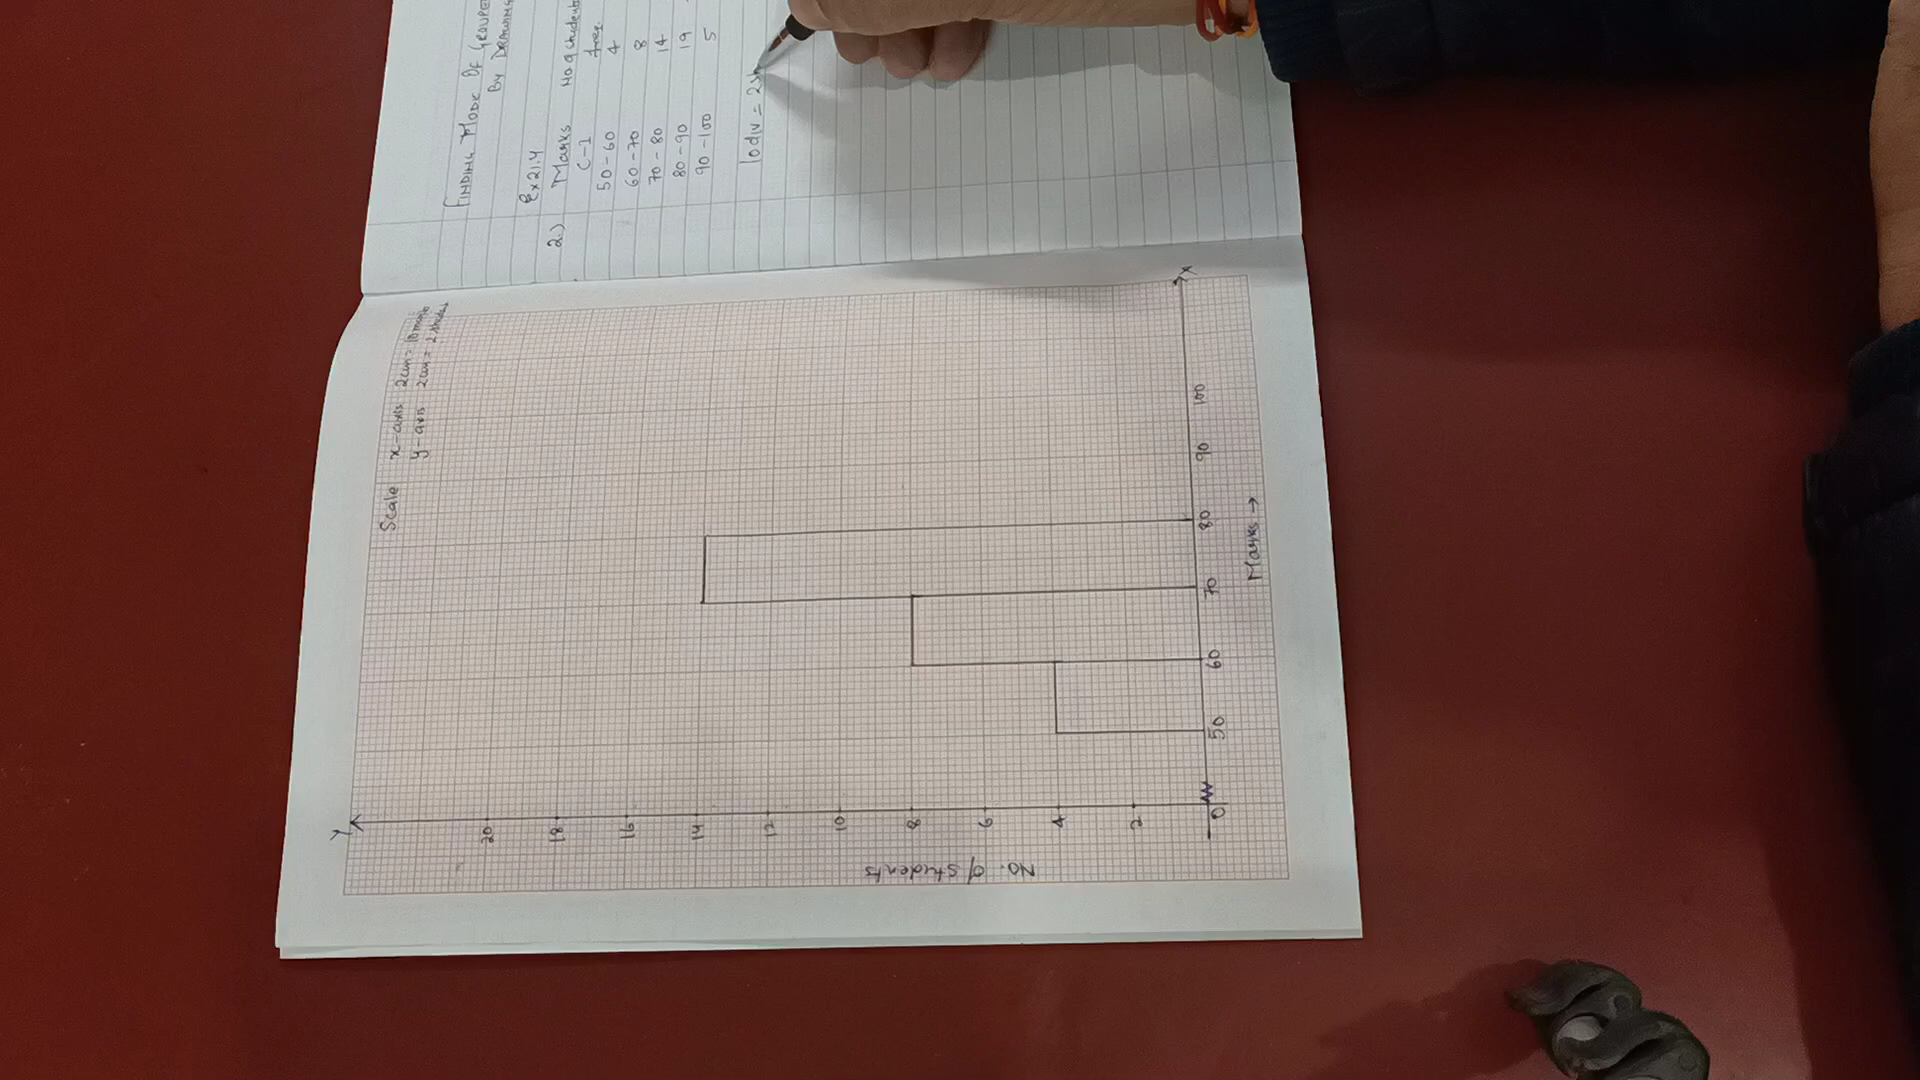 FINDING MODE OF GROUPED
BY DRAWING
Ex 21.4
2.) Marks No of students
C-I freq.
50-60 4
60-70 8
70-80 14
80-90 19
90-100 5
10 div = 2
Scale x-axis 2cm = 10 marks
y-axis 2cm = 2
Y
20
18
16
14
12
10
8
6
4
2
0
No. of students
50 60 70 80 90 100
X
Marks →